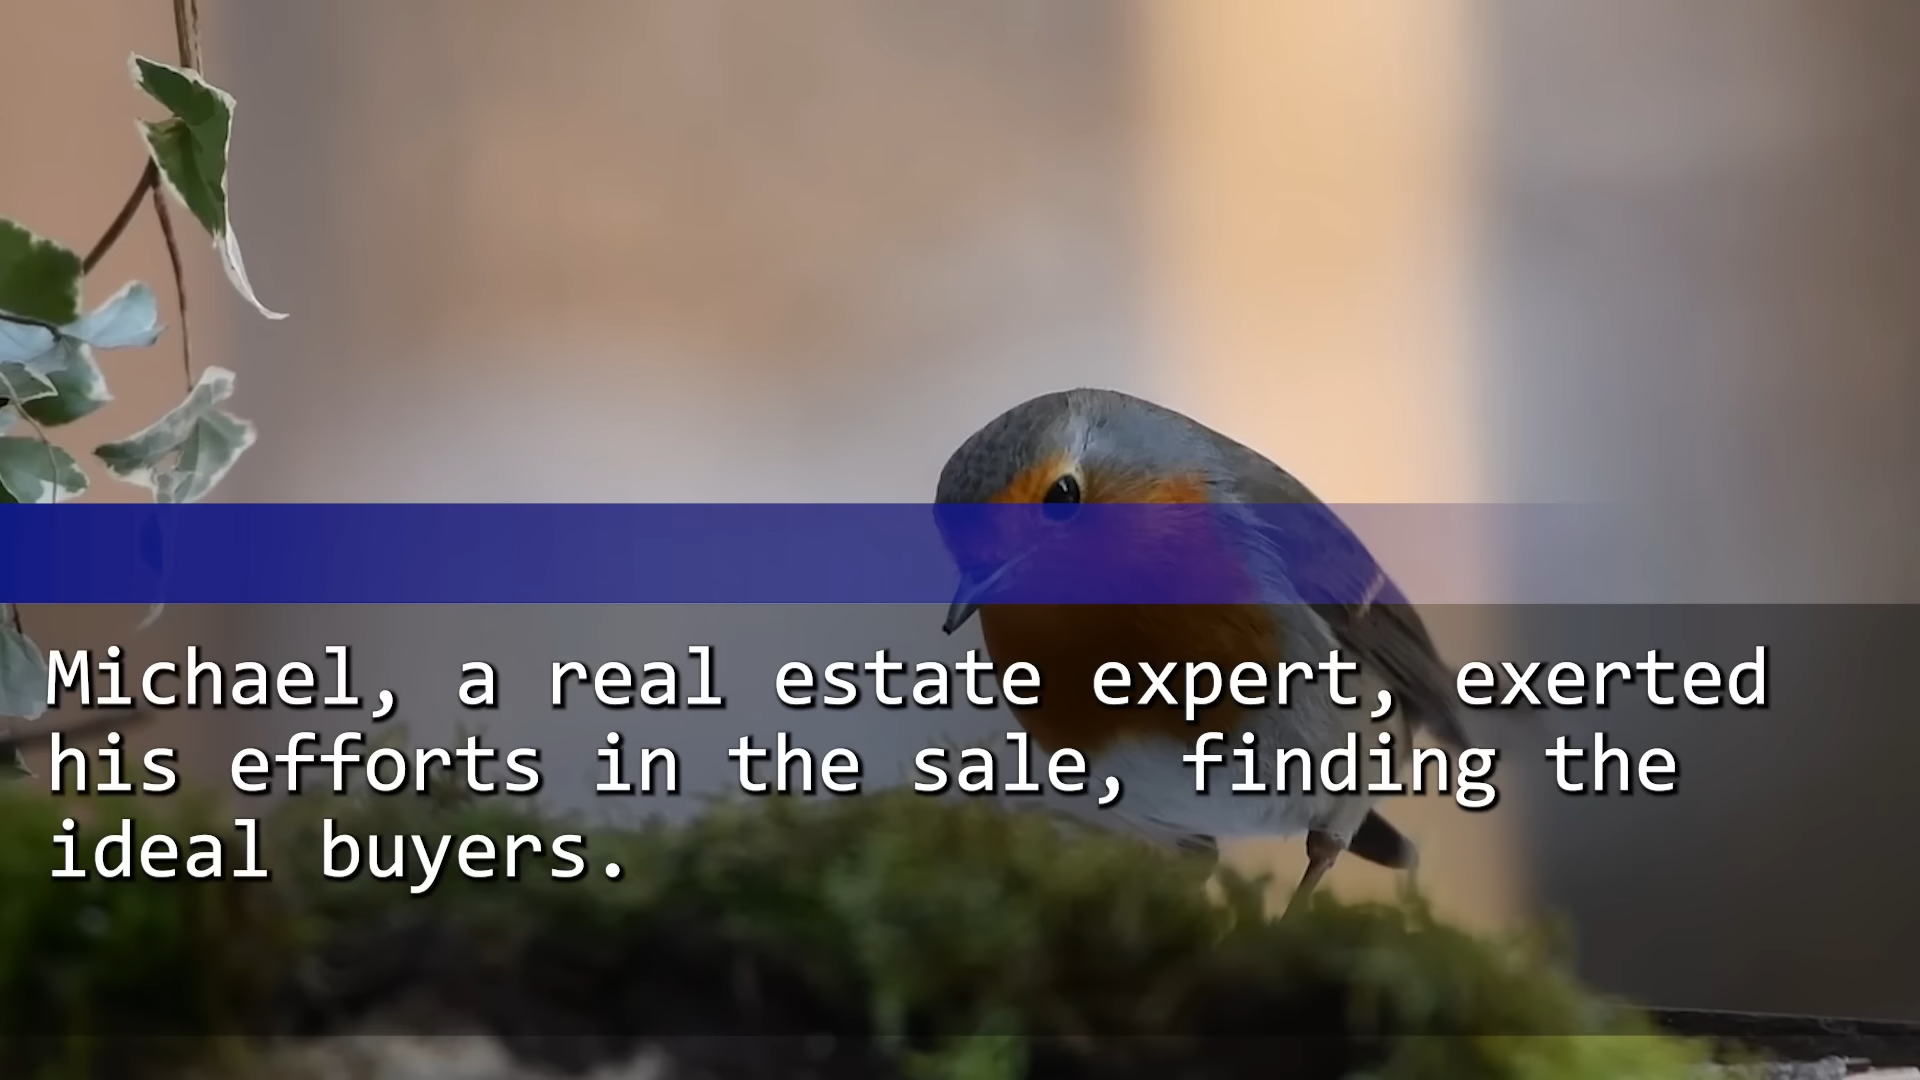 Michael, a real estate expert, exerted
his efforts in the sale, finding the
ideal buyers.